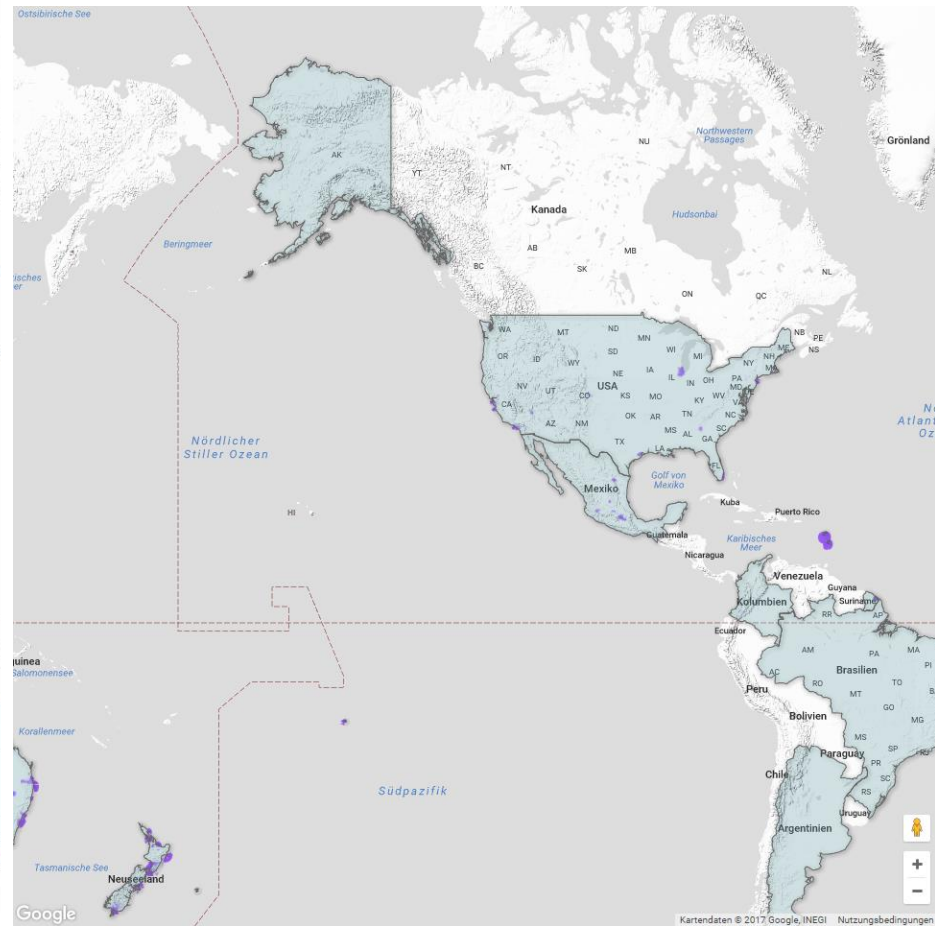 Ostsibirische See
Northwestern
Passages
Grönland
NU
AK
YT
NT
Kanada
Hudsonbai
Beringmeer
AB
MB
BC
SK
NL
ON
QC
NB
PE
NS
WA
MT
ND
MN
OR
ID
SD
WI
MI
NY
NH
ME
WY
IA
NE
IL
IN
OH
PA
MD
NV
UT
CO
USA
KS
MO
KY
WV
VA
CA
OK
AR
TN
NC
AZ
NM
MS
AL
GA
SC
TX
LA
FL
Nördlicher
Stiller Ozean
Golf von
Mexiko
Mexiko
HI
Kuba
Puerto Rico
Guatemala
Karibisches
Meer
Nicaragua
Venezuela
Guyana
Suriname
Kolumbien
RR
AP
Ecuador
AM
PA
MA
Brasilien
PI
AC
RO
TO
MT
Peru
GO
Bolivien
MG
MS
SP
Paraguay
PR
SC
Chile
RS
Uruguay
Argentinien
uinea
Salomonensee
Korallenmeer
Südpazifik
Tasmanische See
Neuseeland
Google
Kartendaten © 2017 Google, INEGI Nutzungsbedingungen